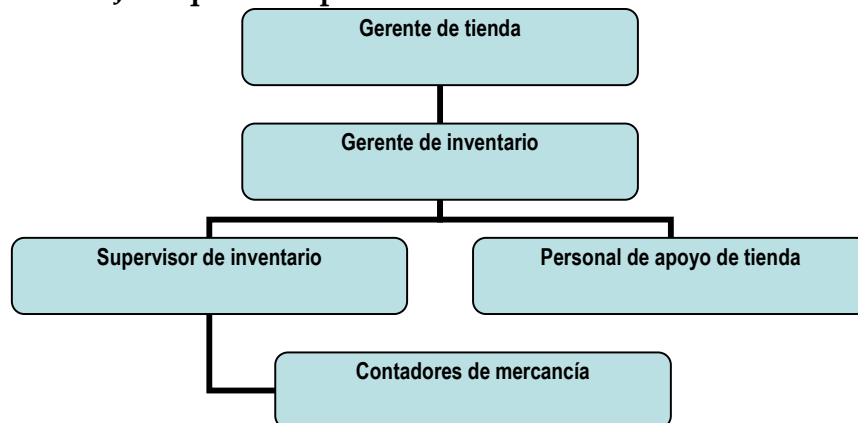 Gerente de tienda
Gerente de inventario
Supervisor de inventario
Personal de apoyo de tienda
Contadores de mercancía